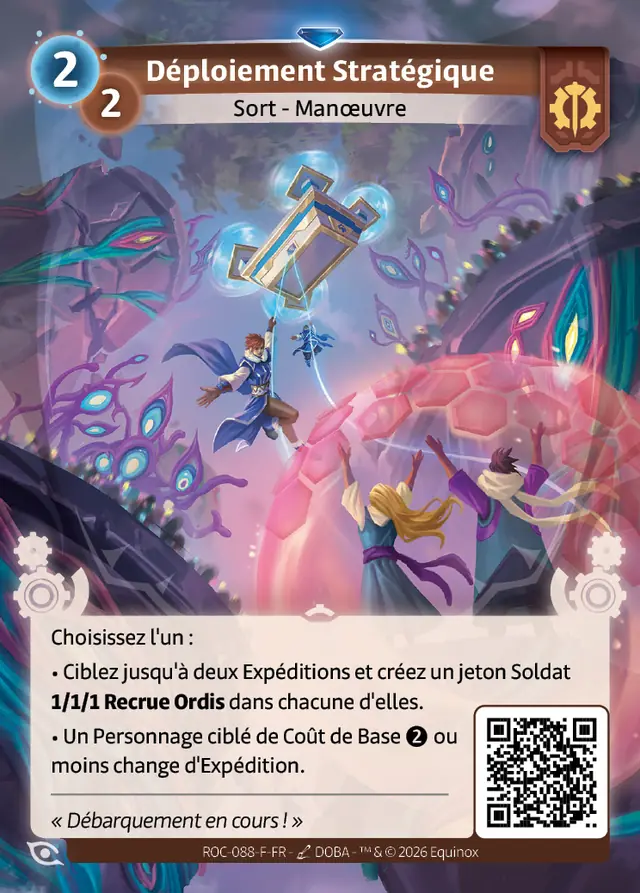 2
Déploiement Stratégique
2
Sort - Manœuvre
Choisissez l'un :
• Ciblez jusqu'à deux Expéditions et créez un jeton Soldat
1/1/1 Recrue Ordis dans chacune d'elles.
• Un Personnage ciblé de Coût de Base 2 ou
moins change d'Expédition.
« Débarquement en cours ! »
ROC-088-F-FR - DOBA - ™ & © 2026 Equinox